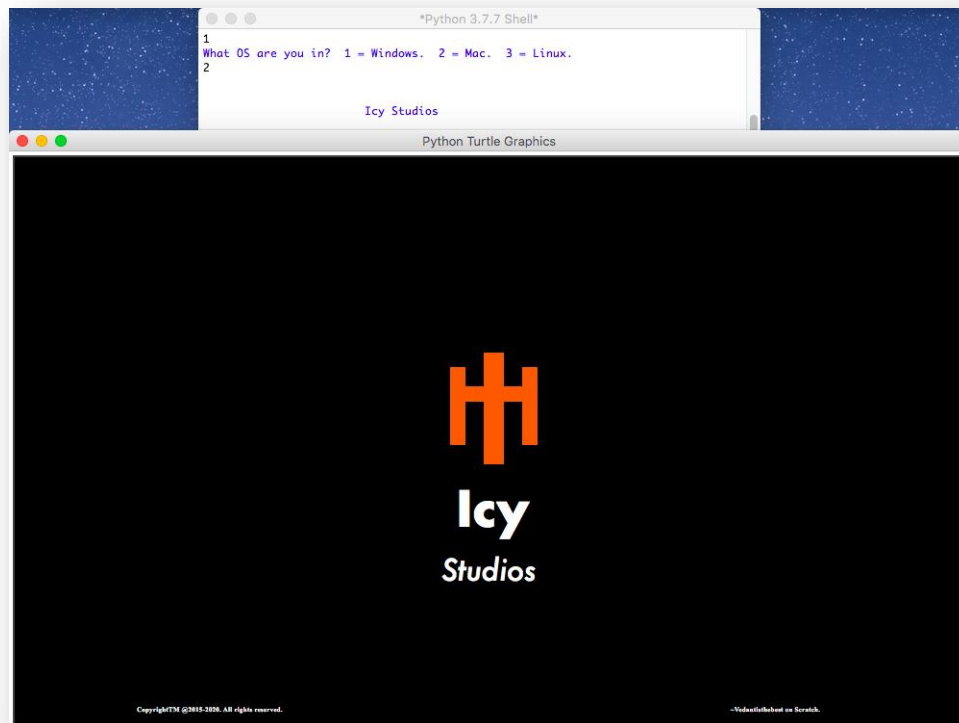 *Python 3.7.7 Shell*
1
What OS are you in?  1 = Windows.  2 = Mac.  3 = Linux.
2
Icy Studios
Python Turtle Graphics
Icy
Studios
CopyrightTM @2015-2020. All rights reserved.
~Vedantisthebest on Scratch.